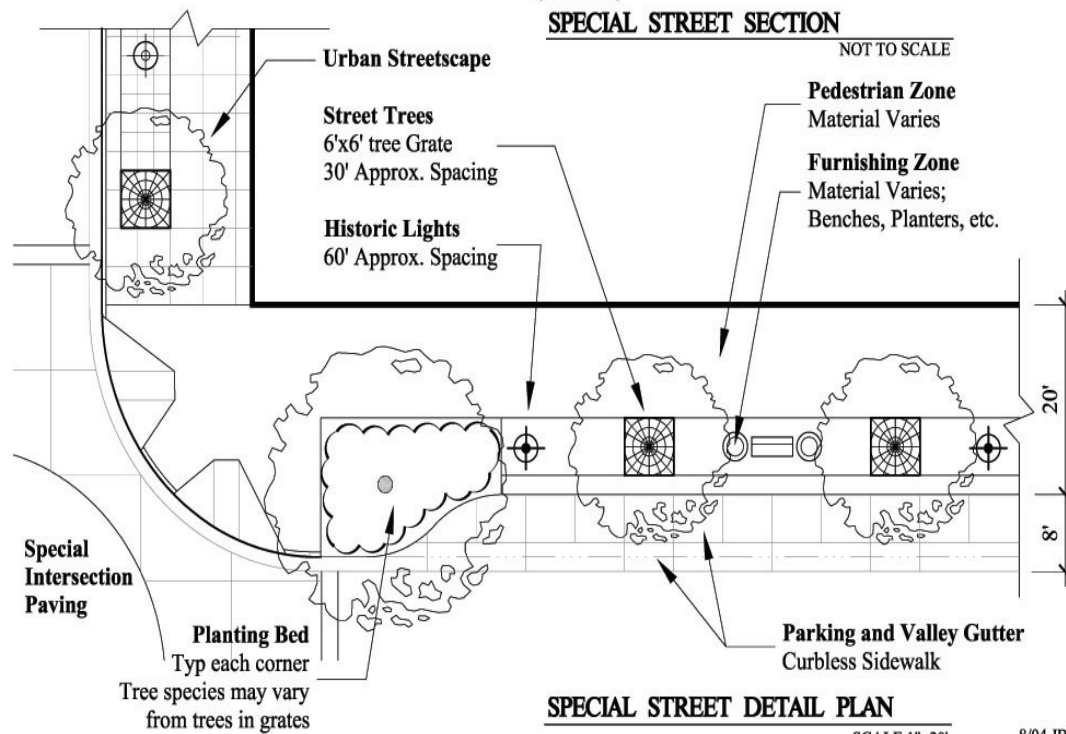 SPECIAL STREET SECTION
NOT TO SCALE
Urban Streetscape
Street Trees
6'x6' tree Grate
30' Approx. Spacing
Historic Lights
60' Approx. Spacing
Pedestrian Zone
Material Varies
Furnishing Zone
Material Varies;
Benches, Planters, etc.
20'
8'
Special
Intersection
Paving
Planting Bed
Typ each corner
Tree species may vary
from trees in grates
Parking and Valley Gutter
Curbless Sidewalk
SPECIAL STREET DETAIL PLAN